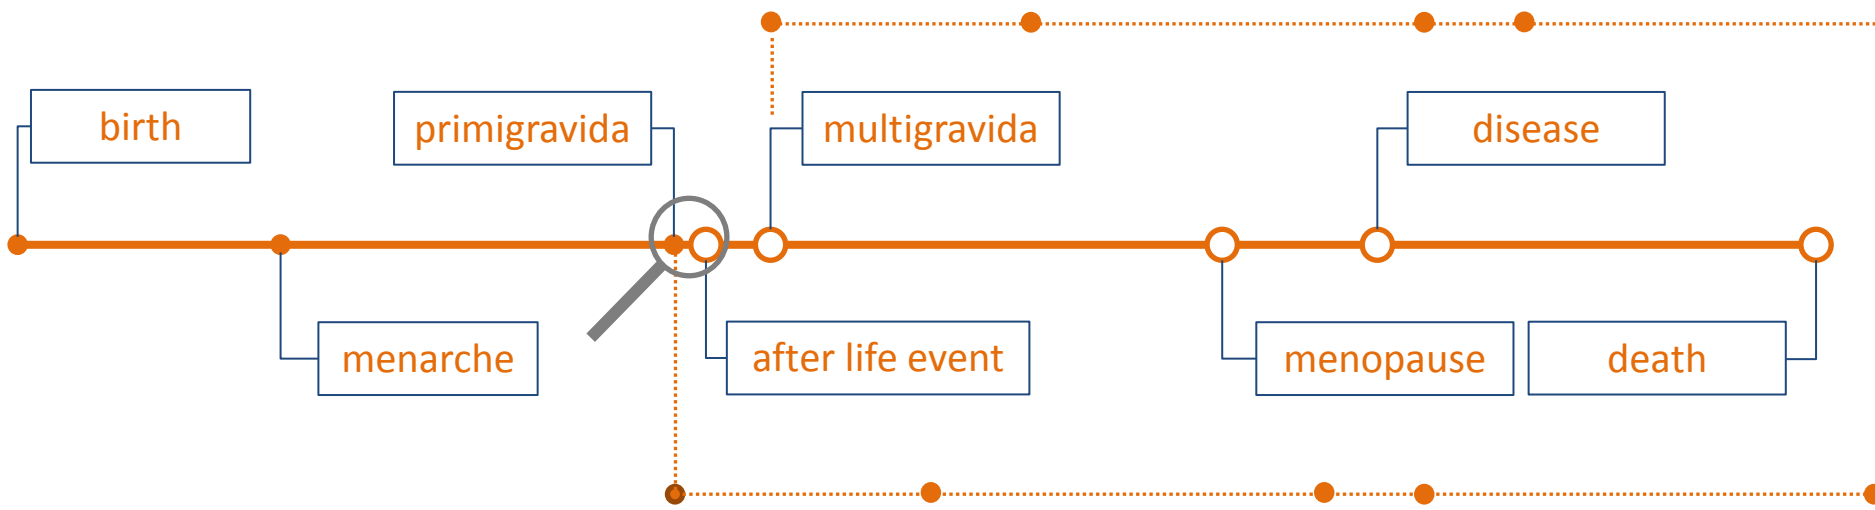 birth
primigravida
multigravida
disease
menarche
after life event
menopause
death